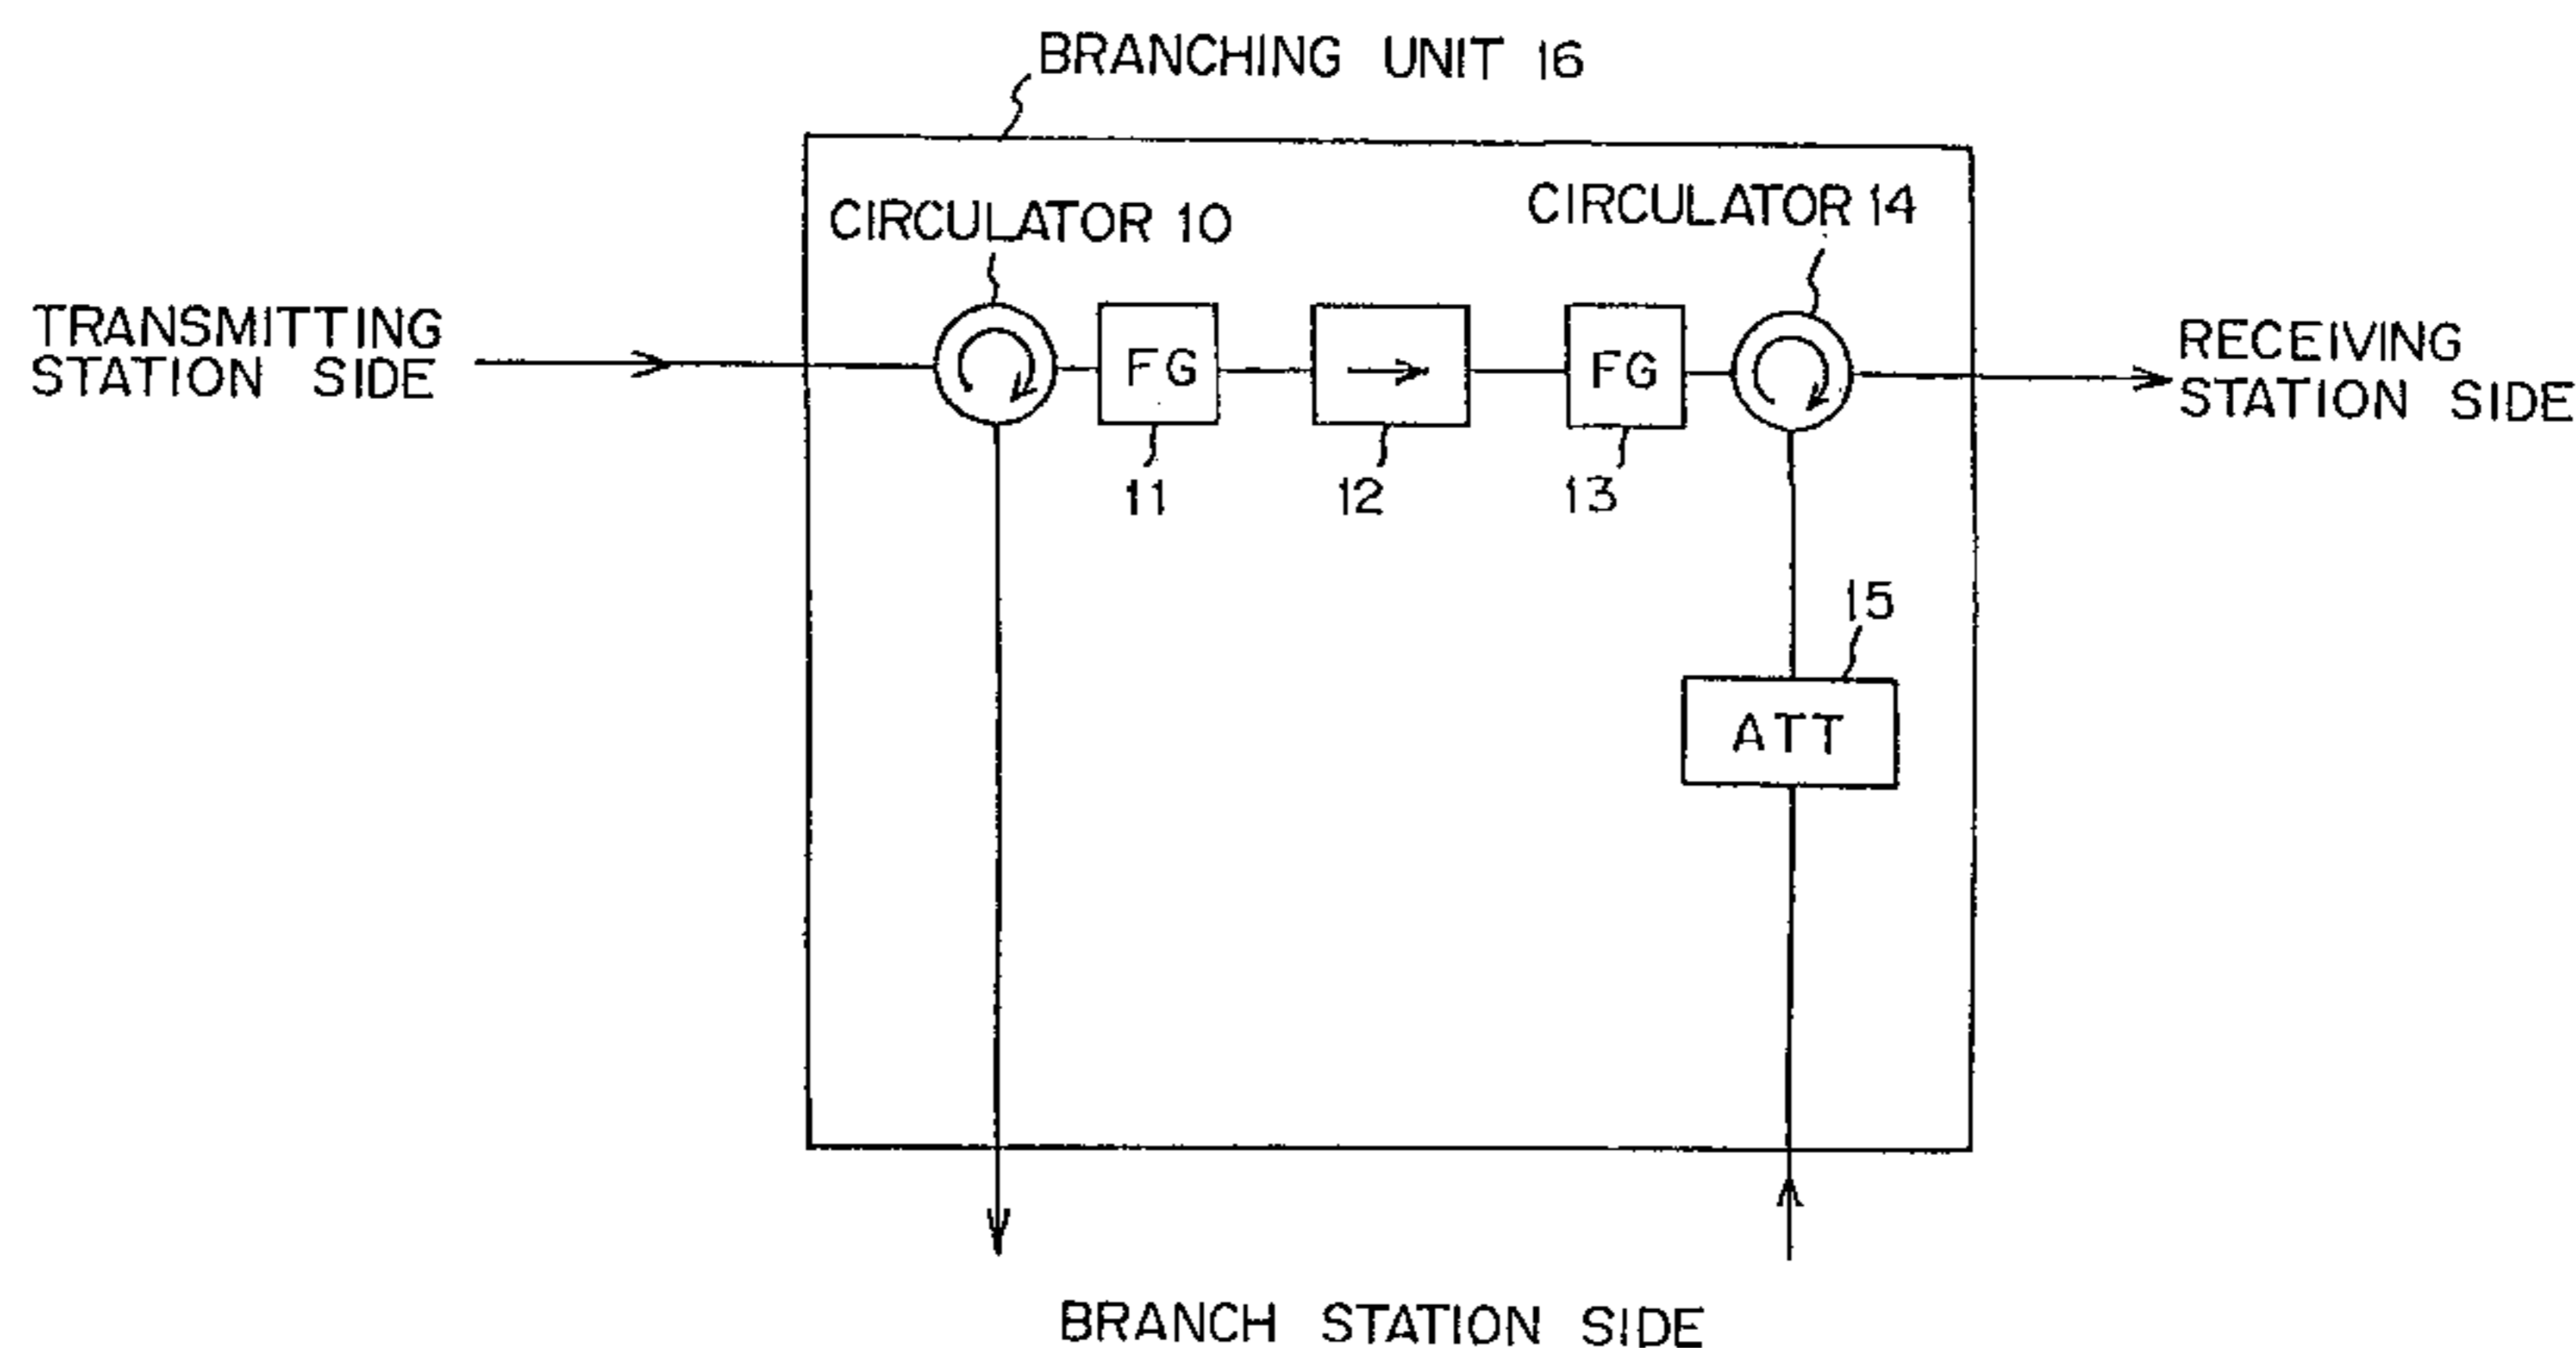 BRANCHING UNIT 16
CIRCULATOR 10
CIRCULATOR 14
TRANSMITTING
STATION SIDE
FG
FG
RECEIVING
STATION SIDE
11
12
13
15
ATT
BRANCH STATION SIDE